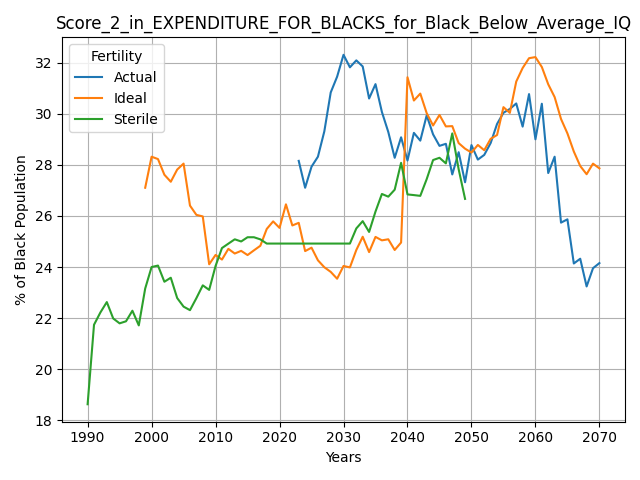 Score_2_in_EXPENDITURE_FOR_BLACKS_for_Black_Below_Average_IQ
Fertility
Actual
Ideal
Sterile
% of Black Population
32
30
28
26
24
22
20
18
1990 2000 2010 2020 2030 2040 2050 2060 2070
Years